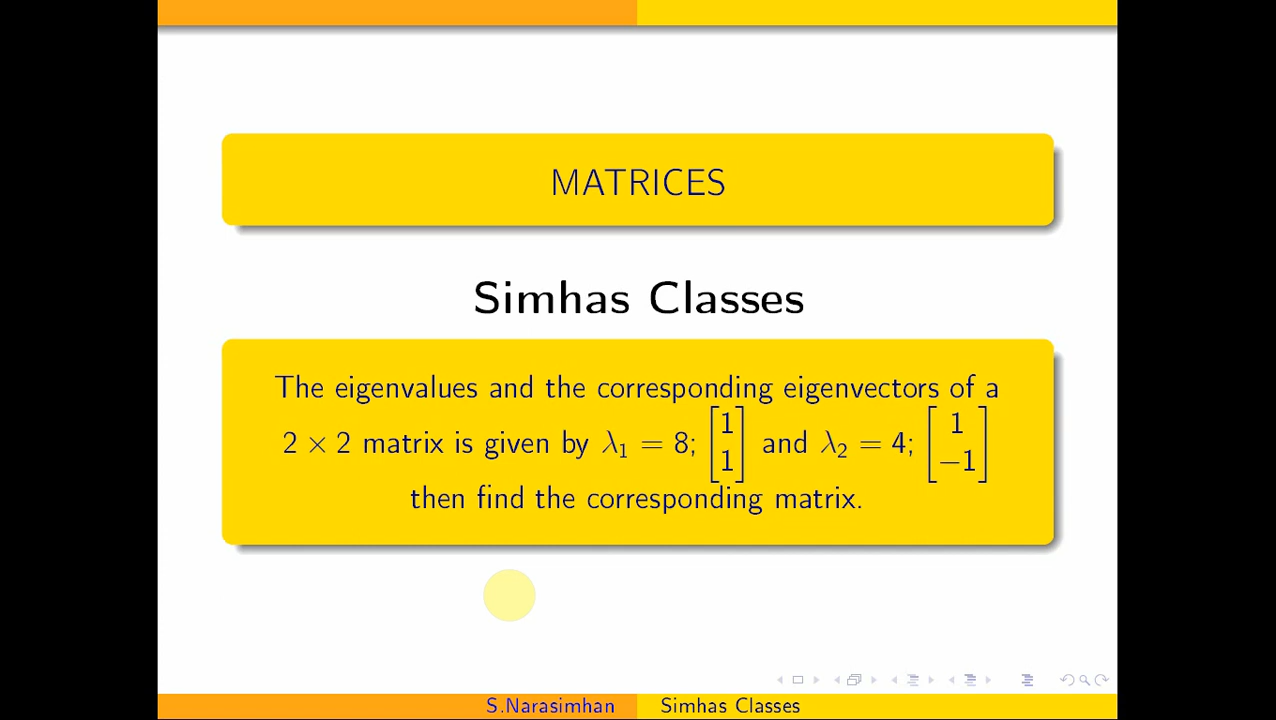 MATRICES
Simhas Classes
The eigenvalues and the corresponding eigenvectors of a
2 × 2 matrix is given by λ₁ = 8; [1 1] and λ₂ = 4; [1 −1]
then find the corresponding matrix.
S.Narasimhan Simhas Classes